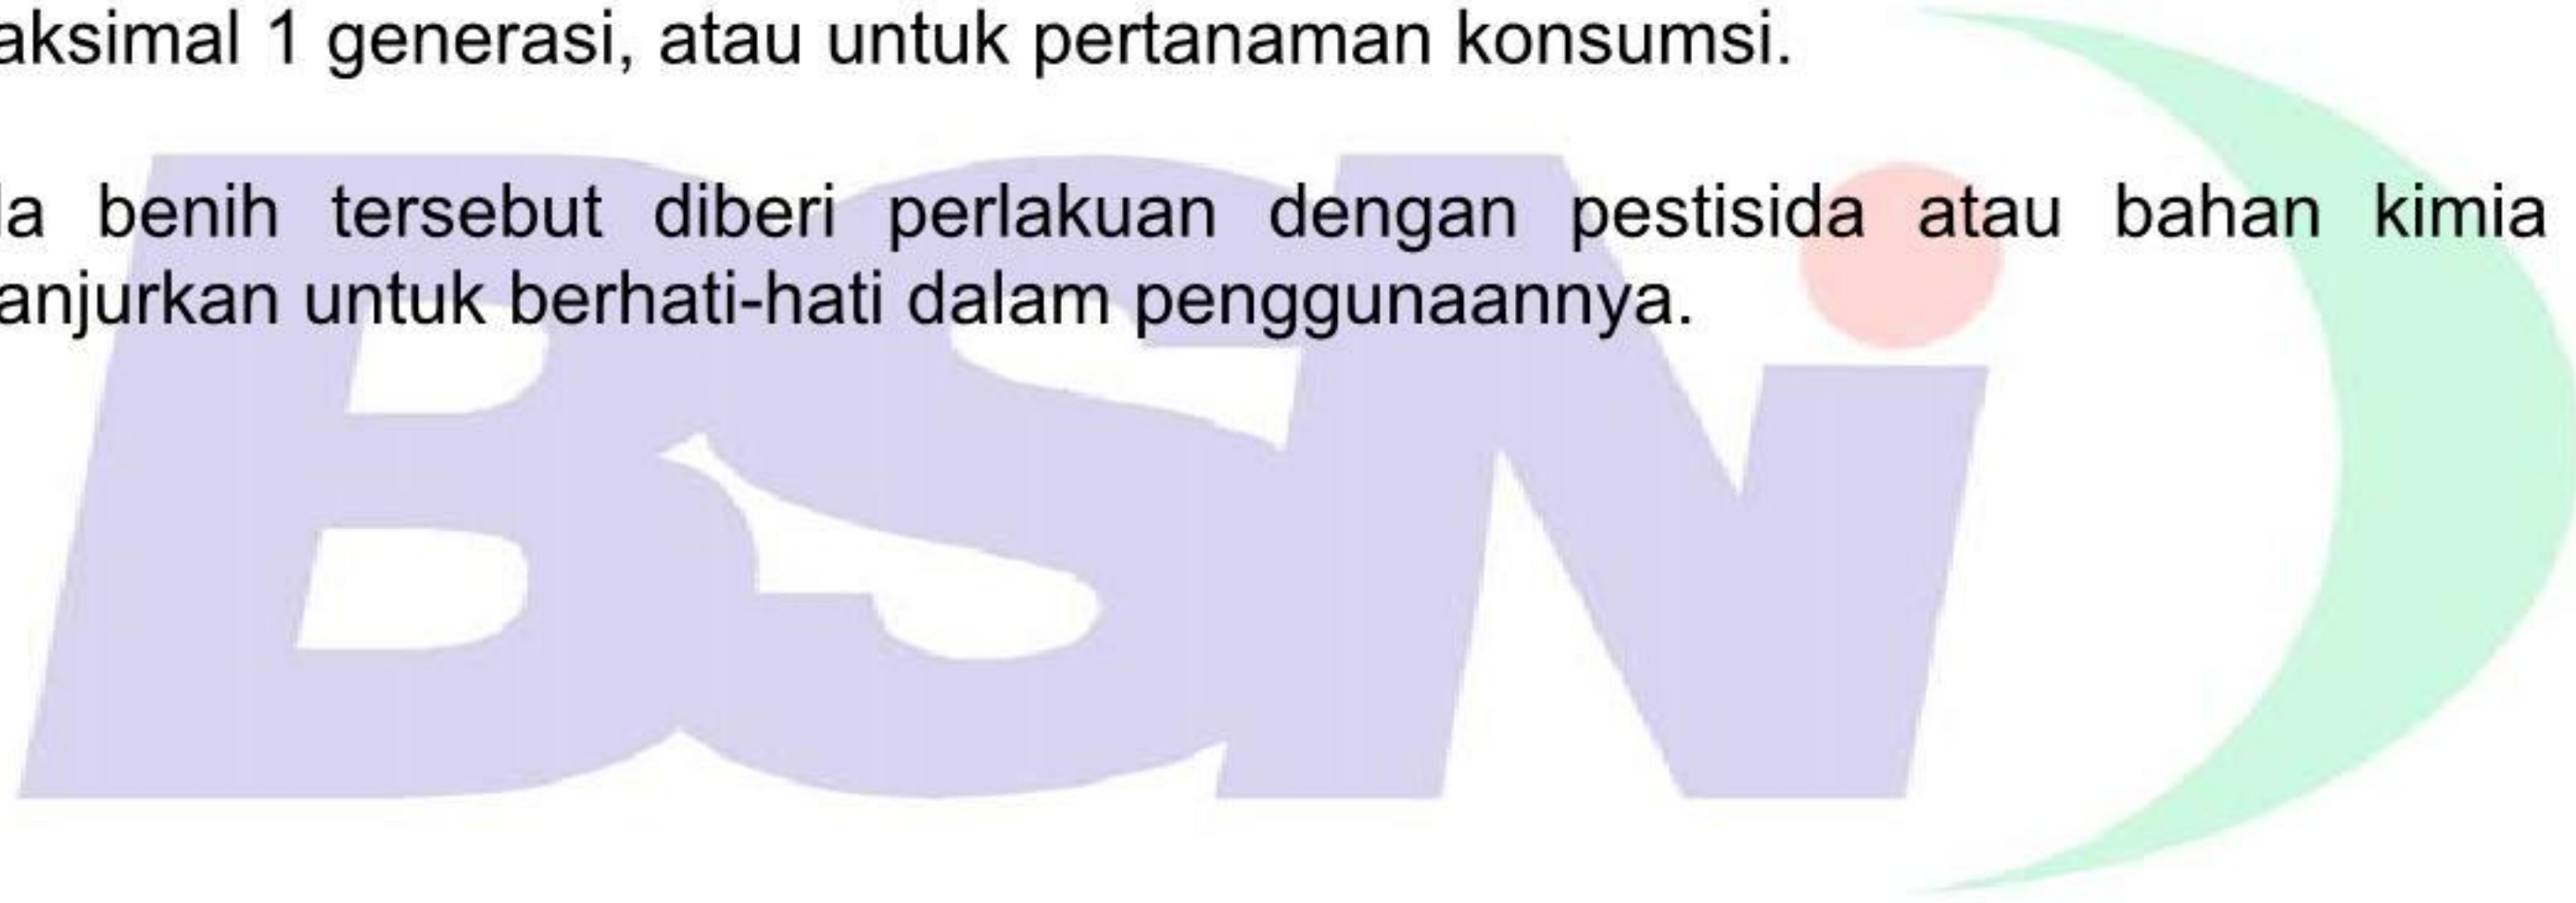 aksimal 1 generasi, atau untuk pertanaman konsumsi.
la benih tersebut diberi perlakuan dengan pestisida atau bahan kimia
anjurkan untuk berhati-hati dalam penggunaannya.
BSNi